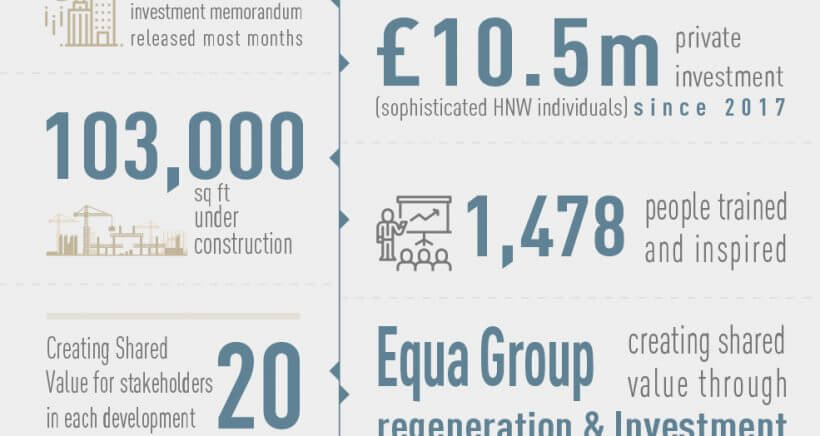 investment memorandum
released most months
£10.5m private
investment
(sophisticated HNW individuals) since 2017
103,000
sq ft
under
construction
1,478 people trained
and inspired
Creating Shared
Value for stakeholders
in each development
20
Equa Group creating shared
value through
regeneration & Investment